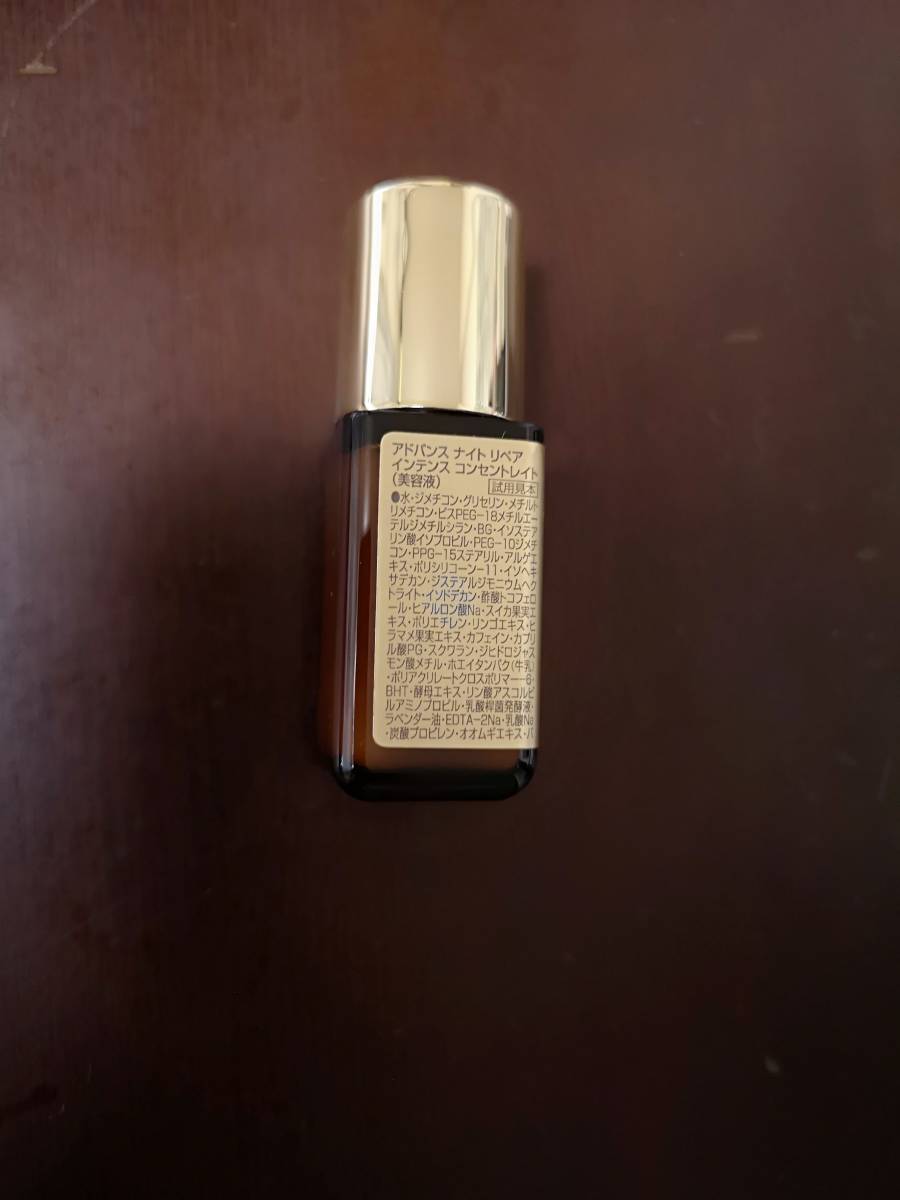 アドバンス ナイト リペア
インテンス コンセントレイト
(美容液) 試用見本
●水・ジメチコン・グリセリン・メチルト
リメチコン・ビスPEG-18メチルエー
テルジメチルシラン・BG・イソステア
リン酸イソプロピル・PEG-10ジメチ
コン・PPG-15ステアリル・アルゲエ
キス・ポリシリコーン-11・イソヘキ
サデカン・ジステアルジモニウムヘク
トライト・イソドデカン・酢酸トコフェロ
ール・ヒアルロン酸Na・スイカ果実エ
キス・ポリエチレン・リンゴエキス・ヒ
ラマメ果実エキス・カフェイン・カプリ
ル酸PG・スクワラン・ジヒドロジャス
モン酸メチル・ホエイタンパク(牛乳)
・ポリアクリレートクロスポリマー-6・
BHT・酵母エキス・リン酸アスコルビ
ルアミノプロピル・乳酸桿菌発酵液・
ラベンダー油・EDTA-2Na・乳酸Na
・炭酸プロピレン・オオムギエキス・パ